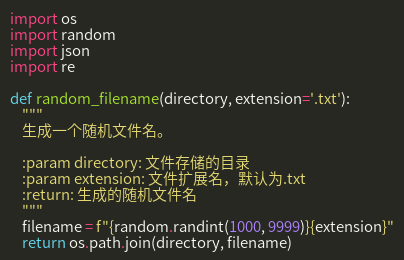 import os
import random
import json
import re

def random_filename(directory, extension='.txt'):
    """
    生成一个随机文件名。

    :param directory: 文件存储的目录
    :param extension: 文件扩展名，默认为.txt
    :return: 生成的随机文件名
    """
    filename = f"{random.randint(1000, 9999)}{extension}"
    return os.path.join(directory, filename)